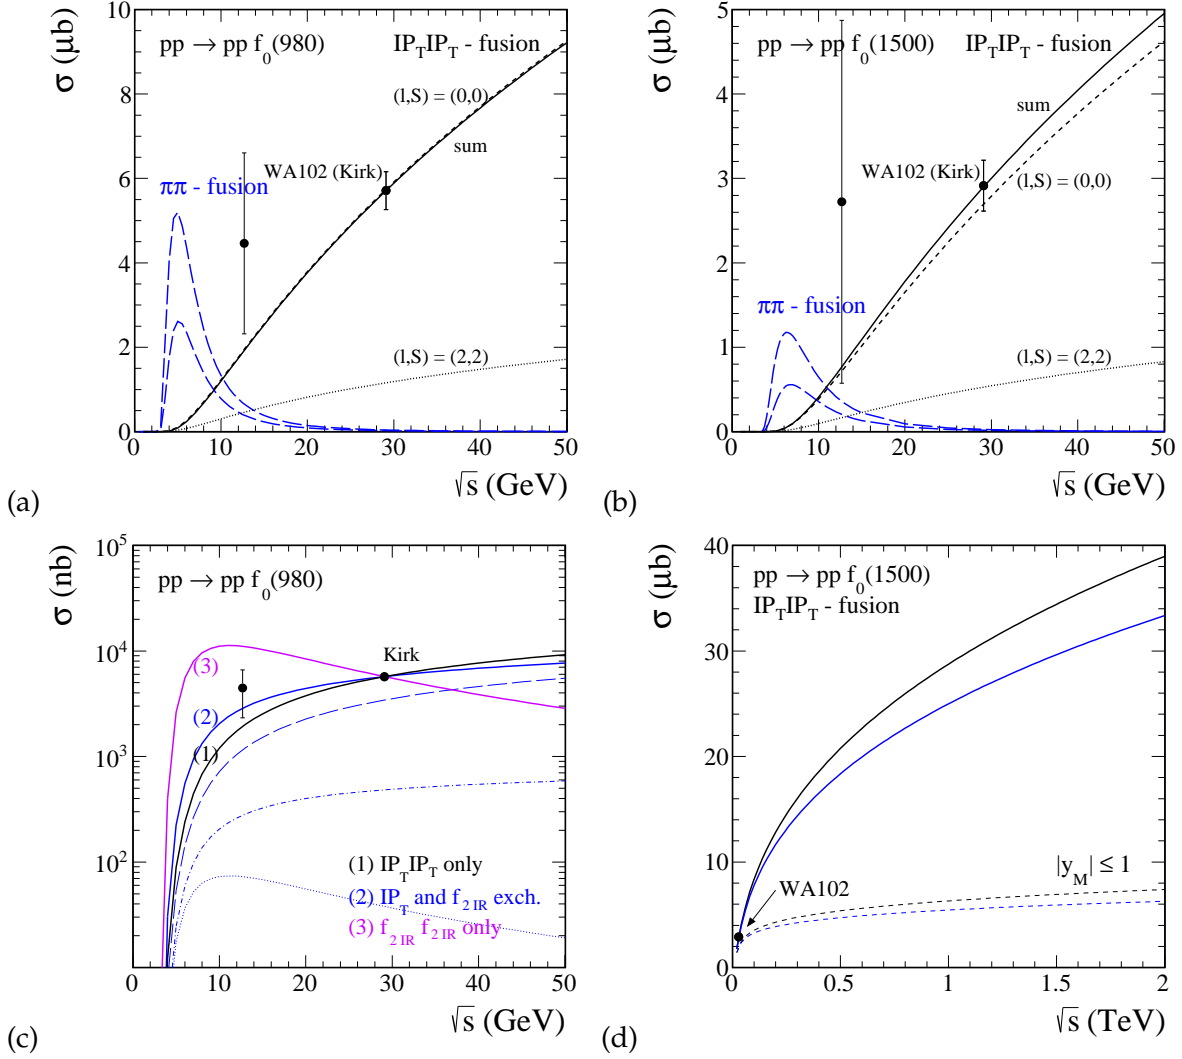 pp → pp f0(980) IPTIPT - fusion
σ (μb)
10
8
6
4
2
0
(l,S) = (0,0)
sum
WA102 (Kirk)
ππ - fusion
(l,S) = (2,2)
0 10 20 30 40 50
√s (GeV)
(a)
pp → pp f0(1500) IPTIPT - fusion
σ (μb)
5
4
3
2
1
0
sum
WA102 (Kirk)
(l,S) = (0,0)
ππ - fusion
(l,S) = (2,2)
0 10 20 30 40 50
√s (GeV)
(b)
pp → pp f0(980)
σ (nb)
10^5
10^4
10^3
10^2
Kirk
(3)
(2)
(1)
(1) IPTIPT only
(2) IPT and f2 IR exch.
(3) f2 IR f2 IR only
0 10 20 30 40 50
√s (GeV)
(c)
pp → pp f0(1500)
IPTIPT - fusion
σ (μb)
40
30
20
10
0
|yM| ≤ 1
WA102
0 0.5 1 1.5 2
√s (TeV)
(d)